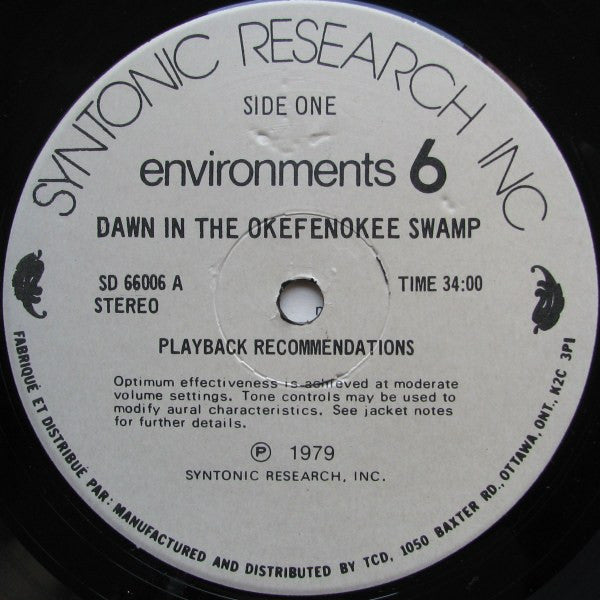 SYNTONIC RESEARCH INC
SIDE ONE
environments 6
DAWN IN THE OKEFENOKEE SWAMP
SD 66006 A
STEREO
TIME 34:00
PLAYBACK RECOMMENDATIONS
Optimum effectiveness is achieved at moderate
volume settings. Tone controls may be used to
modify aural characteristics. See jacket notes
for further details.
℗ 1979
SYNTONIC RESEARCH, INC.
FABRIQUÉ ET DISTRIBUÉ PAR: MANUFACTURED AND DISTRIBUTED BY TCD, 1050 BAXTER RD., OTTAWA, ONT., K2C 3P1